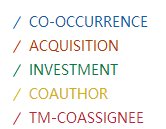 / CO-OCCURRENCE
/ ACQUISITION
/ INVESTMENT
/ COAUTHOR
/ TM-COASSIGNEE